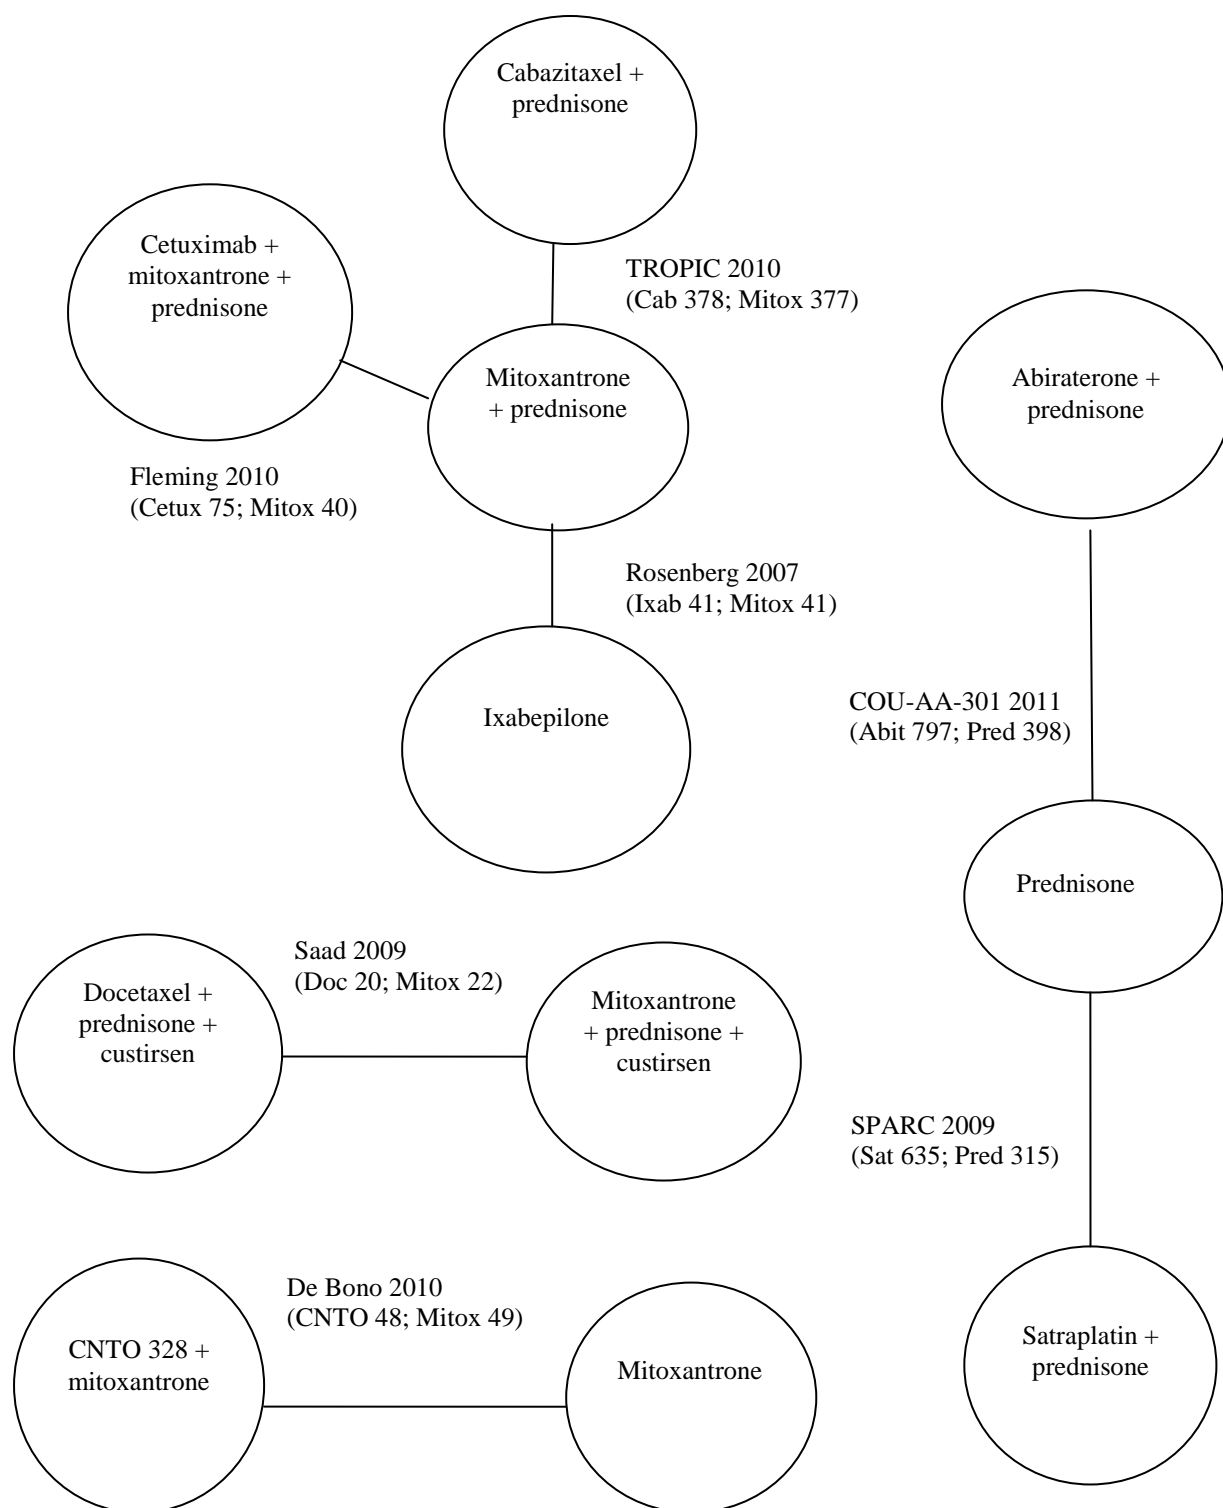 Cabazitaxel +
prednisone
Cetuximab +
mitoxantrone +
prednisone
TROPIC 2010
(Cab 378; Mitox 377)
Mitoxantrone
+ prednisone
Abiraterone +
prednisone
Fleming 2010
(Cetux 75; Mitox 40)
Rosenberg 2007
(Ixab 41; Mitox 41)
Ixabepilone
COU-AA-301 2011
(Abit 797; Pred 398)
Prednisone
Saad 2009
(Doc 20; Mitox 22)
Docetaxel +
prednisone +
custirsen
Mitoxantrone
+ prednisone +
custirsen
SPARC 2009
(Sat 635; Pred 315)
De Bono 2010
(CNTO 48; Mitox 49)
CNTO 328 +
mitoxantrone
Mitoxantrone
Satraplatin +
prednisone